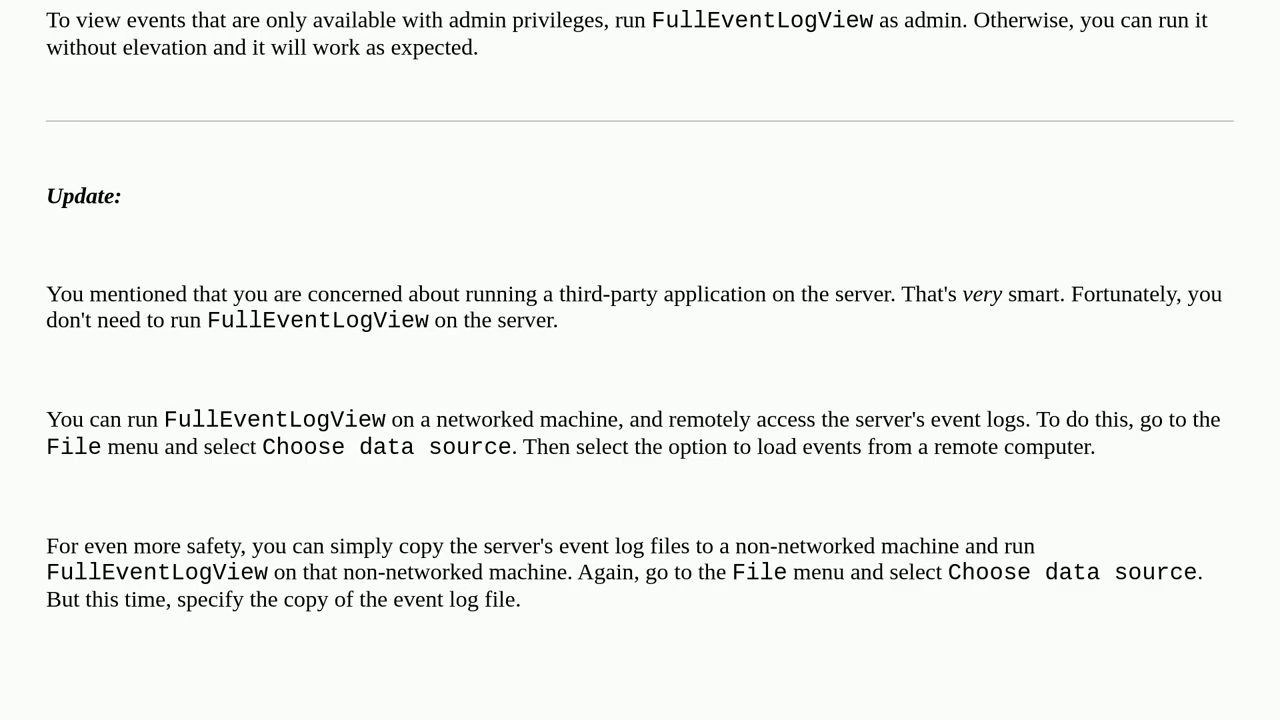 To view events that are only available with admin privileges, run FullEventLogView as admin. Otherwise, you can run it
without elevation and it will work as expected.
Update:
You mentioned that you are concerned about running a third-party application on the server. That's very smart. Fortunately, you
don't need to run FullEventLogView on the server.
You can run FullEventLogView on a networked machine, and remotely access the server's event logs. To do this, go to the
File menu and select Choose data source. Then select the option to load events from a remote computer.
For even more safety, you can simply copy the server's event log files to a non-networked machine and run
FullEventLogView on that non-networked machine. Again, go to the File menu and select Choose data source.
But this time, specify the copy of the event log file.